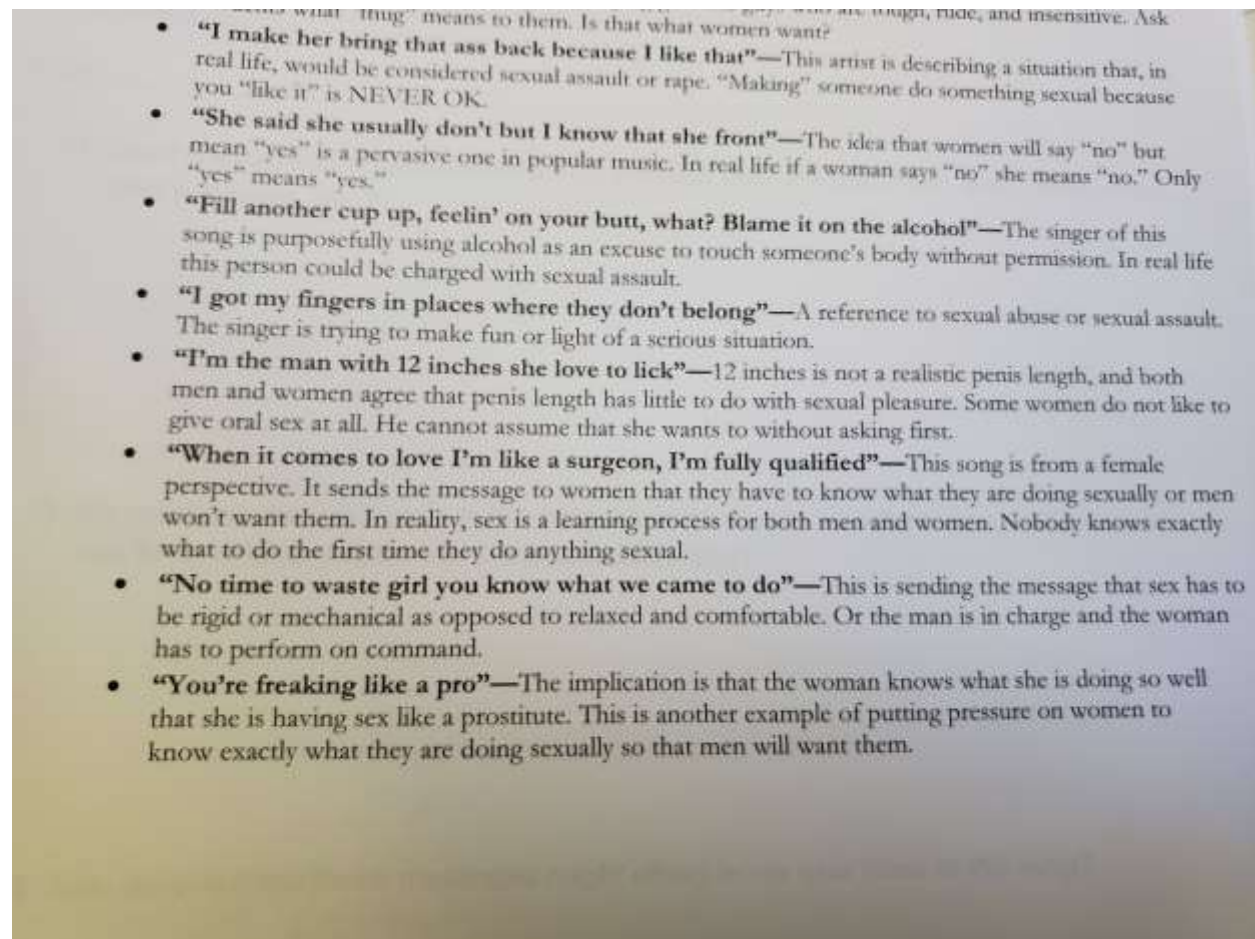 what "thug" means to them. Is that what women want? and insensitive. Ask
• "I make her bring that ass back because I like that"—This artist is describing a situation that, in
real life, would be considered sexual assault or rape. "Making" someone do something sexual because
you "like it" is NEVER OK.
• "She said she usually don't but I know that she front"—The idea that women will say "no" but
mean "yes" is a pervasive one in popular music. In real life if a woman says "no" she means "no." Only
"yes" means "yes."
• "Fill another cup up, feelin' on your butt, what? Blame it on the alcohol"—The singer of this
song is purposefully using alcohol as an excuse to touch someone's body without permission. In real life
this person could be charged with sexual assault.
• "I got my fingers in places where they don't belong"—A reference to sexual abuse or sexual assault.
The singer is trying to make fun or light of a serious situation.
• "I'm the man with 12 inches she love to lick"—12 inches is not a realistic penis length, and both
men and women agree that penis length has little to do with sexual pleasure. Some women do not like to
give oral sex at all. He cannot assume that she wants to without asking first.
• "When it comes to love I'm like a surgeon, I'm fully qualified"—This song is from a female
perspective. It sends the message to women that they have to know what they are doing sexually or men
won't want them. In reality, sex is a learning process for both men and women. Nobody knows exactly
what to do the first time they do anything sexual.
• "No time to waste girl you know what we came to do"—This is sending the message that sex has to
be rigid or mechanical as opposed to relaxed and comfortable. Or the man is in charge and the woman
has to perform on command.
• "You're freaking like a pro"—The implication is that the woman knows what she is doing so well
that she is having sex like a prostitute. This is another example of putting pressure on women to
know exactly what they are doing sexually so that men will want them.